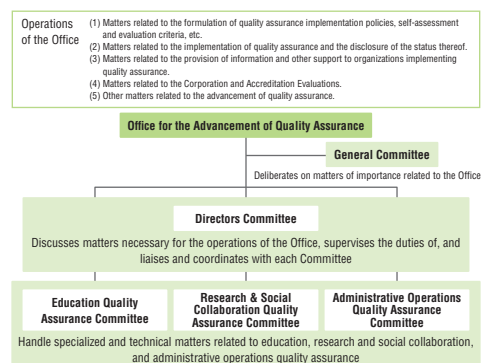 Operations
of the Office
(1) Matters related to the formulation of quality assurance implementation policies, self-assessment
and evaluation criteria, etc.
(2) Matters related to the implementation of quality assurance and the disclosure of the status thereof.
(3) Matters related to the provision of information and other support to organizations implementing
quality assurance.
(4) Matters related to the Corporation and Accreditation Evaluations.
(5) Other matters related to the advancement of quality assurance.
Office for the Advancement of Quality Assurance
General Committee
Deliberates on matters of importance related to the Office
Directors Committee
Discusses matters necessary for the operations of the Office, supervises the duties of, and
liaises and coordinates with each Committee
Education Quality
Assurance Committee
Research & Social
Collaboration Quality
Assurance Committee
Administrative Operations
Quality Assurance
Committee
Handle specialized and technical matters related to education, research and social collaboration,
and administrative operations quality assurance